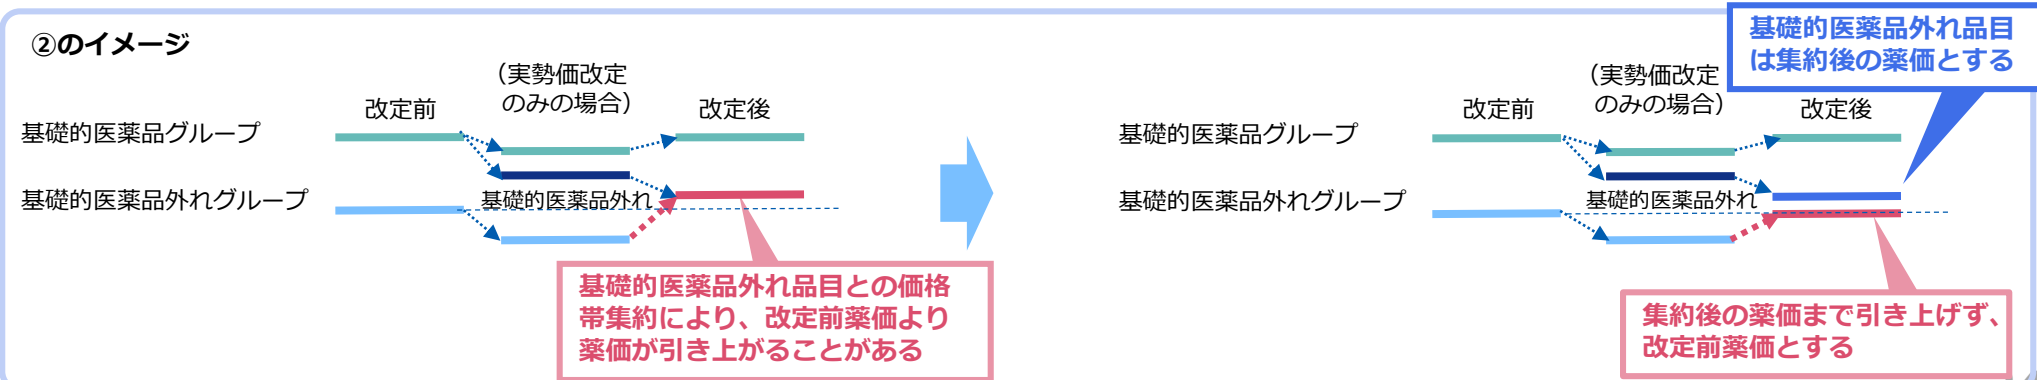 ②のイメージ
（実勢価改定
のみの場合）
改定前
改定後
基礎的医薬品グループ
基礎的医薬品外れグループ
基礎的医薬品外れ
基礎的医薬品外れ品目との価格
帯集約により、改定前薬価より
薬価が引き上がることがある
基礎的医薬品外れ品目
は集約後の薬価とする
（実勢価改定
のみの場合）
改定前
改定後
基礎的医薬品グループ
基礎的医薬品外れグループ
基礎的医薬品外れ
集約後の薬価まで引き上げず、
改定前薬価とする